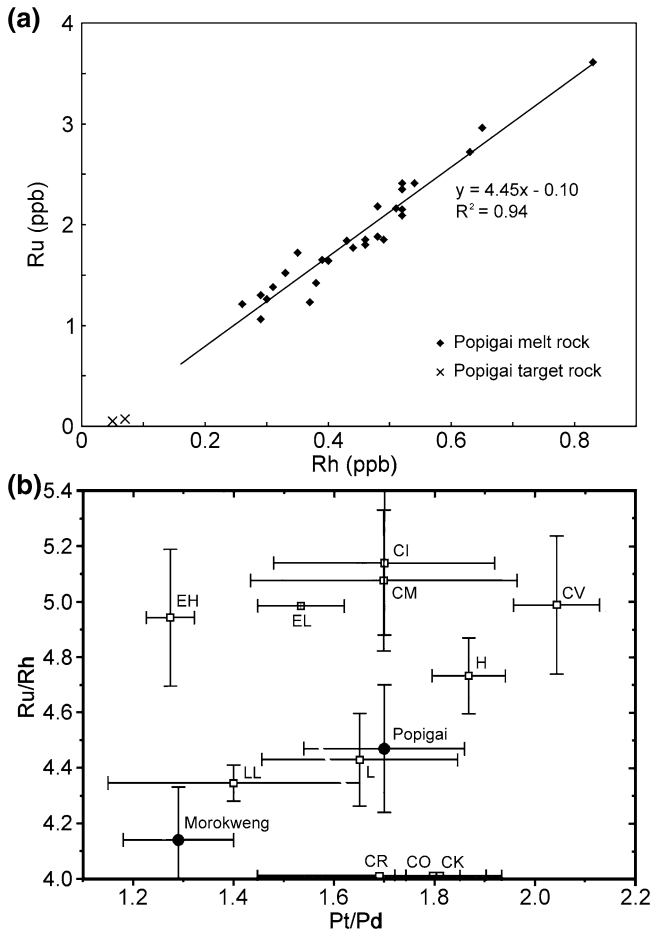 (a)
4
3
2
1
0
Ru (ppb)
y = 4.45x - 0.10
R² = 0.94
Popigai melt rock
Popigai target rock
0 0.2 0.4 0.6 0.8
Rh (ppb)
(b)
5.4
5.2
5.0
4.8
4.6
4.4
4.2
4.0
Ru/Rh
CI
CM
EH
EL
CV
H
Popigai
L
LL
Morokweng
CR CO CK
1.2 1.4 1.6 1.8 2.0 2.2
Pt/Pd